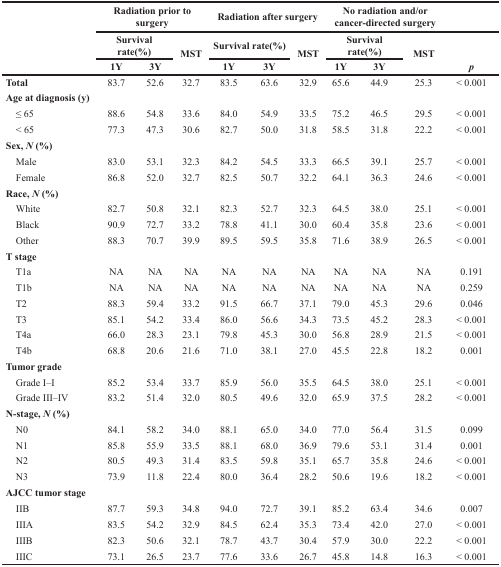 Radiation prior to surgery Radiation after surgery No radiation and/or cancer-directed surgery
Survival rate(%) MST Survival rate(%) MST Survival rate(%) MST
1Y 3Y 1Y 3Y 1Y 3Y p
Total 83.7 52.6 32.7 83.5 63.6 32.9 65.6 44.9 25.3 < 0.001
Age at diagnosis (y)
≤ 65 88.6 54.8 33.6 84.0 54.9 33.5 75.2 46.5 29.5 < 0.001
< 65 77.3 47.3 30.6 82.7 50.0 31.8 58.5 31.8 22.2 < 0.001
Sex, N (%)
Male 83.0 53.1 32.3 84.2 54.5 33.3 66.5 39.1 25.7 < 0.001
Female 86.8 52.0 32.7 82.5 50.7 32.2 64.1 36.3 24.6 < 0.001
Race, N (%)
White 82.7 50.8 32.1 82.3 52.7 32.3 64.5 38.0 25.1 < 0.001
Black 90.9 72.7 33.2 78.8 41.1 30.0 60.4 35.8 23.6 < 0.001
Other 88.3 70.7 39.9 89.5 59.5 35.8 71.6 38.9 26.5 < 0.001
T stage
T1a NA NA NA NA NA NA NA NA NA 0.191
T1b NA NA NA NA NA NA NA NA NA 0.259
T2 88.3 59.4 33.2 91.5 66.7 37.1 79.0 45.3 29.6 0.046
T3 85.1 54.2 33.4 86.0 56.6 34.3 73.5 45.2 28.3 < 0.001
T4a 66.0 28.3 23.1 79.8 45.3 30.0 56.8 28.9 21.5 < 0.001
T4b 68.8 20.6 21.6 71.0 38.1 27.0 45.5 22.8 18.2 0.001
Tumor grade
Grade I–I 85.2 53.4 33.7 85.9 56.0 35.5 64.5 38.0 25.1 < 0.001
Grade III–IV 83.2 51.4 32.0 80.5 49.6 32.0 65.9 37.5 28.2 < 0.001
N-stage, N (%)
N0 84.1 58.2 34.0 88.1 65.0 34.0 77.0 56.4 31.5 0.099
N1 85.8 55.9 33.5 88.1 68.0 36.9 79.6 53.1 31.4 0.001
N2 80.5 49.3 31.4 83.5 59.8 35.1 65.7 35.8 24.6 < 0.001
N3 73.9 11.8 22.4 80.0 36.4 28.2 50.6 19.6 18.2 < 0.001
AJCC tumor stage
IIB 87.7 59.3 34.8 94.0 72.7 39.1 85.2 63.4 34.6 0.007
IIIA 83.5 54.2 32.9 84.5 62.4 35.3 73.4 42.0 27.0 < 0.001
IIIB 82.3 50.6 32.1 78.7 43.7 30.4 57.9 30.0 22.2 < 0.001
IIIC 73.1 26.5 23.7 77.6 33.6 26.7 45.8 14.8 16.3 < 0.001